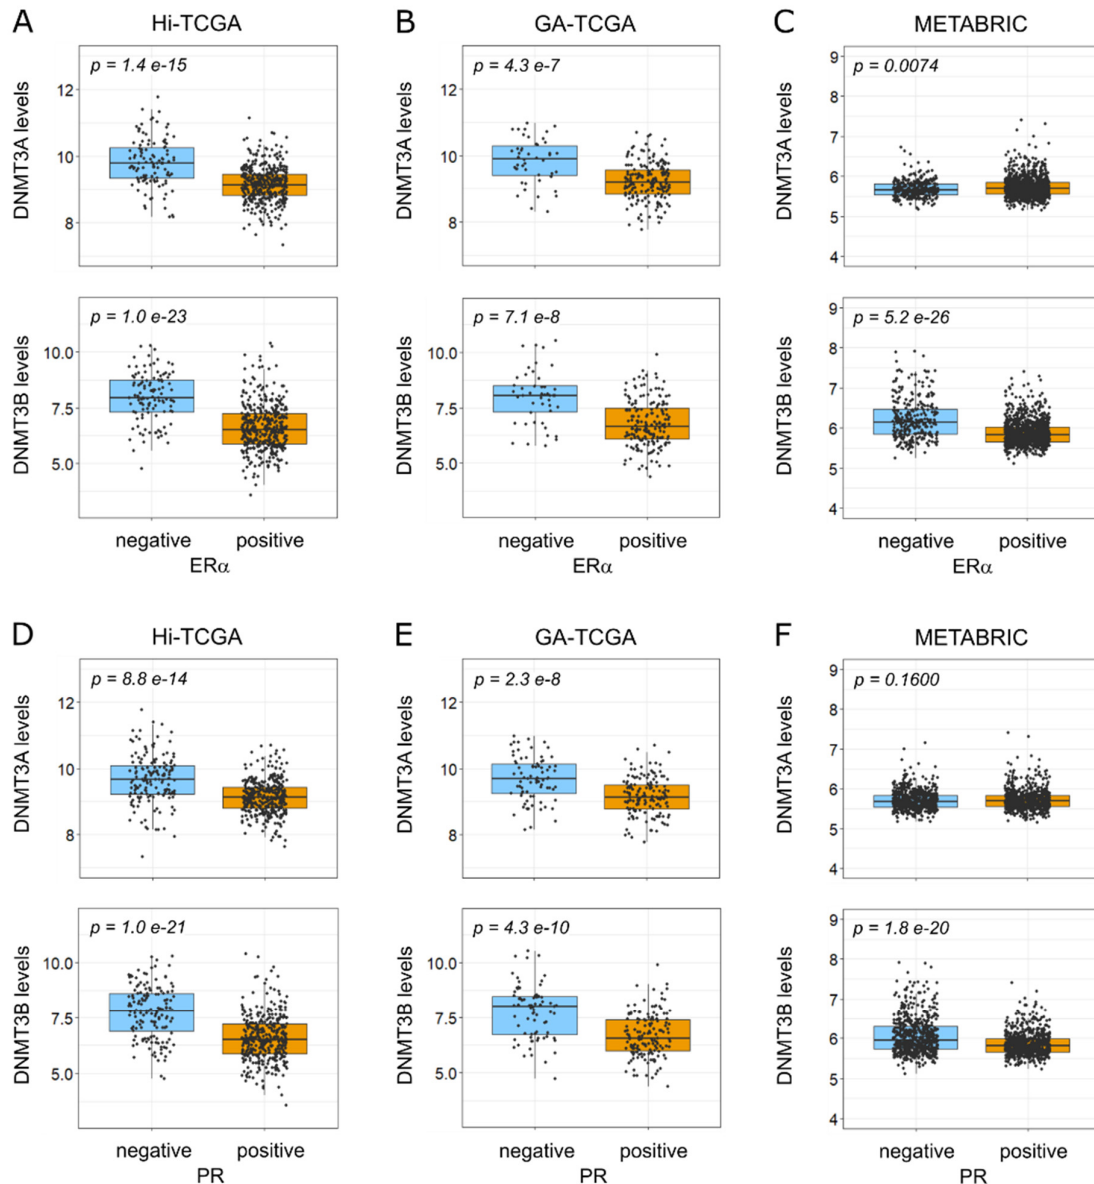 A Hi-TCGA
B GA-TCGA
C METABRIC
DNMT3A levels
12
10
8
p = 1.4 e-15
DNMT3A levels
12
10
8
p = 4.3 e-7
DNMT3A levels
9
8
7
6
5
4
p = 0.0074
DNMT3B levels
10.0
7.5
5.0
p = 1.0 e-23
negative positive
ERα
DNMT3B levels
10.0
7.5
5.0
p = 7.1 e-8
negative positive
ERα
DNMT3B levels
9
8
7
6
5
4
p = 5.2 e-26
negative positive
ERα
D Hi-TCGA
E GA-TCGA
F METABRIC
DNMT3A levels
12
10
8
p = 8.8 e-14
DNMT3A levels
12
10
8
p = 2.3 e-8
DNMT3A levels
9
8
7
6
5
4
p = 0.1600
DNMT3B levels
10.0
7.5
5.0
p = 1.0 e-21
negative positive
PR
DNMT3B levels
10.0
7.5
5.0
p = 4.3 e-10
negative positive
PR
DNMT3B levels
9
8
7
6
5
4
p = 1.8 e-20
negative positive
PR